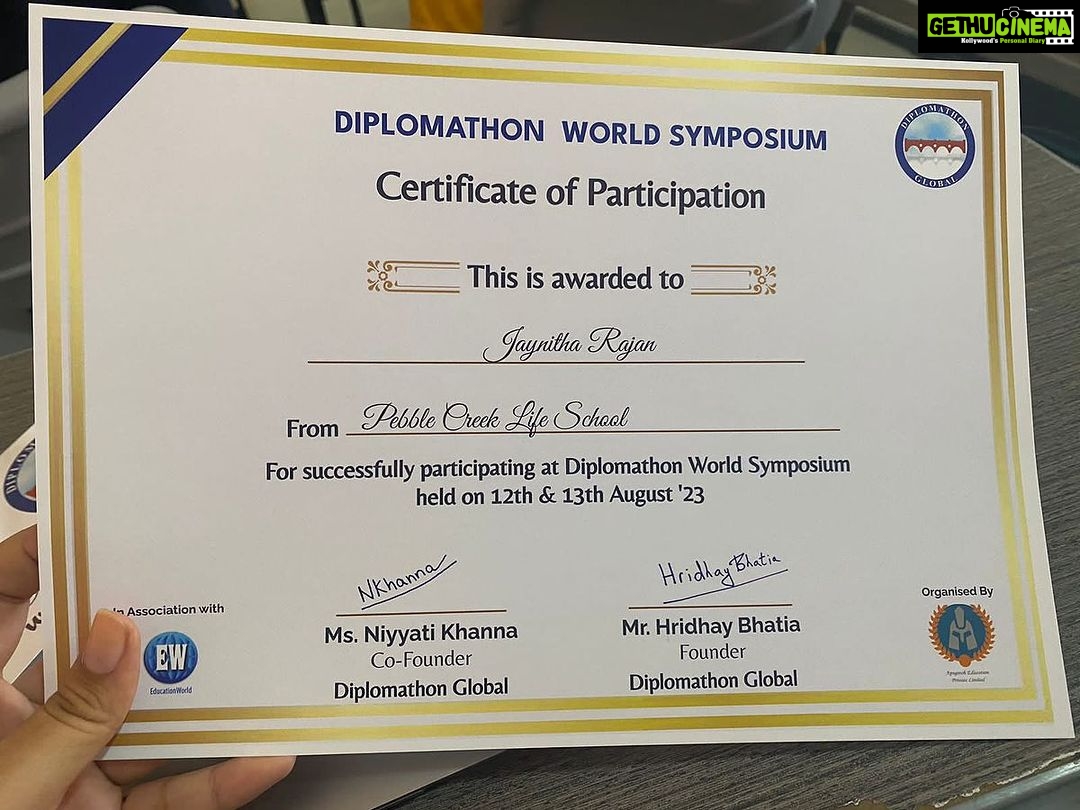 GETHUCINEMA
Kollywood's Personal Diary
DIPLOMATHON WORLD SYMPOSIUM
DIPLOMATHON
GLOBAL
Certificate of Participation
This is awarded to
Jaynitha Rajan
From Pebble Creek Life School
For successfully participating at Diplomathon World Symposium
held on 12th & 13th August '23
NKhanna
Hridhay Bhatia
In Association with
Organised By
EW
EducationWorld
Ms. Niyyati Khanna
Co-Founder
Diplomathon Global
Mr. Hridhay Bhatia
Founder
Diplomathon Global
Education
Private Limited